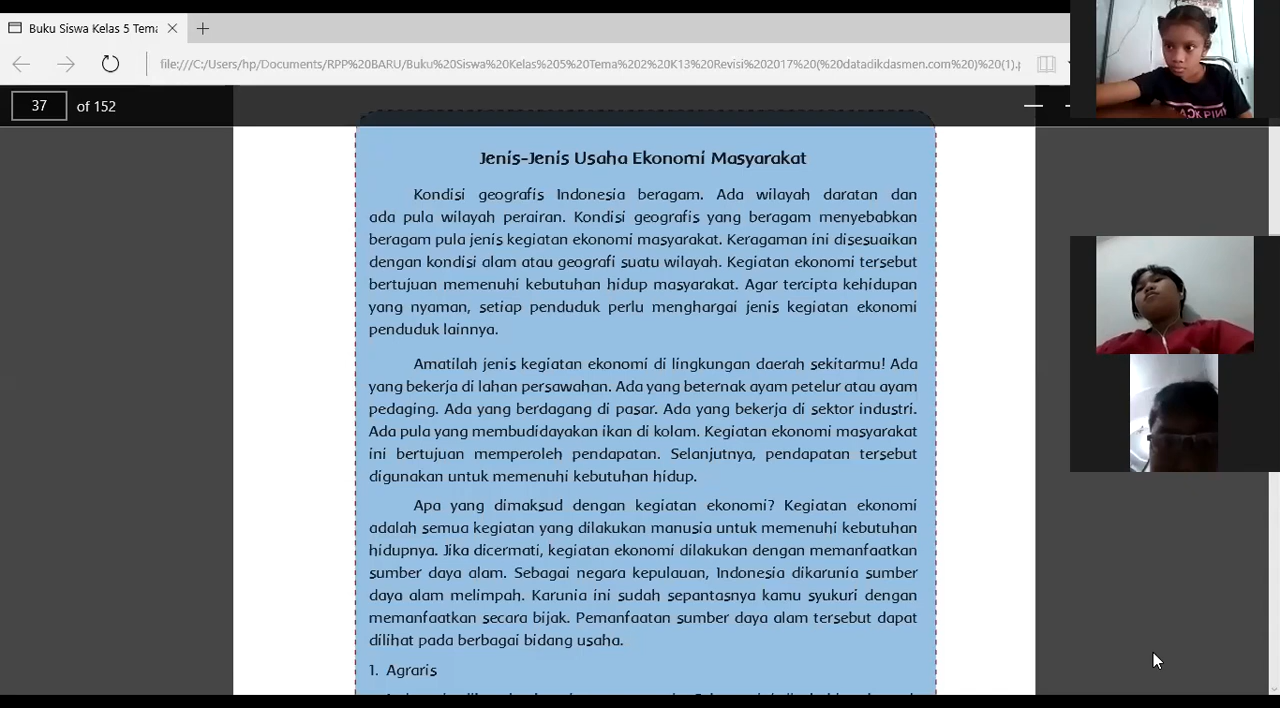 Buku Siswa Kelas 5 Tema
file:///C:/Users/hp/Documents/RPP%20BARU/Buku%20Siswa%20Kelas%205%20Tema%202%20K13%20Revisi%202017%20(%20datadikdasmen.com%20)%20(1).p
37 of 152
Jenis-Jenis Usaha Ekonomi Masyarakat
Kondisi geografis Indonesia beragam. Ada wilayah daratan dan
ada pula wilayah perairan. Kondisi geografis yang beragam menyebabkan
beragam pula jenis kegiatan ekonomi masyarakat. Keragaman ini disesuaikan
dengan kondisi alam atau geografi suatu wilayah. Kegiatan ekonomi tersebut
bertujuan memenuhi kebutuhan hidup masyarakat. Agar tercipta kehidupan
yang nyaman, setiap penduduk perlu menghargai jenis kegiatan ekonomi
penduduk lainnya.
Amatilah jenis kegiatan ekonomi di lingkungan daerah sekitarmu! Ada
yang bekerja di lahan persawahan. Ada yang beternak ayam petelur atau ayam
pedaging. Ada yang berdagang di pasar. Ada yang bekerja di sektor industri.
Ada pula yang membudidayakan ikan di kolam. Kegiatan ekonomi masyarakat
ini bertujuan memperoleh pendapatan. Selanjutnya, pendapatan tersebut
digunakan untuk memenuhi kebutuhan hidup.
Apa yang dimaksud dengan kegiatan ekonomi? Kegiatan ekonomi
adalah semua kegiatan yang dilakukan manusia untuk memenuhi kebutuhan
hidupnya. Jika dicermati, kegiatan ekonomi dilakukan dengan memanfaatkan
sumber daya alam. Sebagai negara kepulauan, Indonesia dikarunia sumber
daya alam melimpah. Karunia ini sudah sepantasnya kamu syukuri dengan
memanfaatkan secara bijak. Pemanfaatan sumber daya alam tersebut dapat
dilihat pada berbagai bidang usaha.
1. Agraris